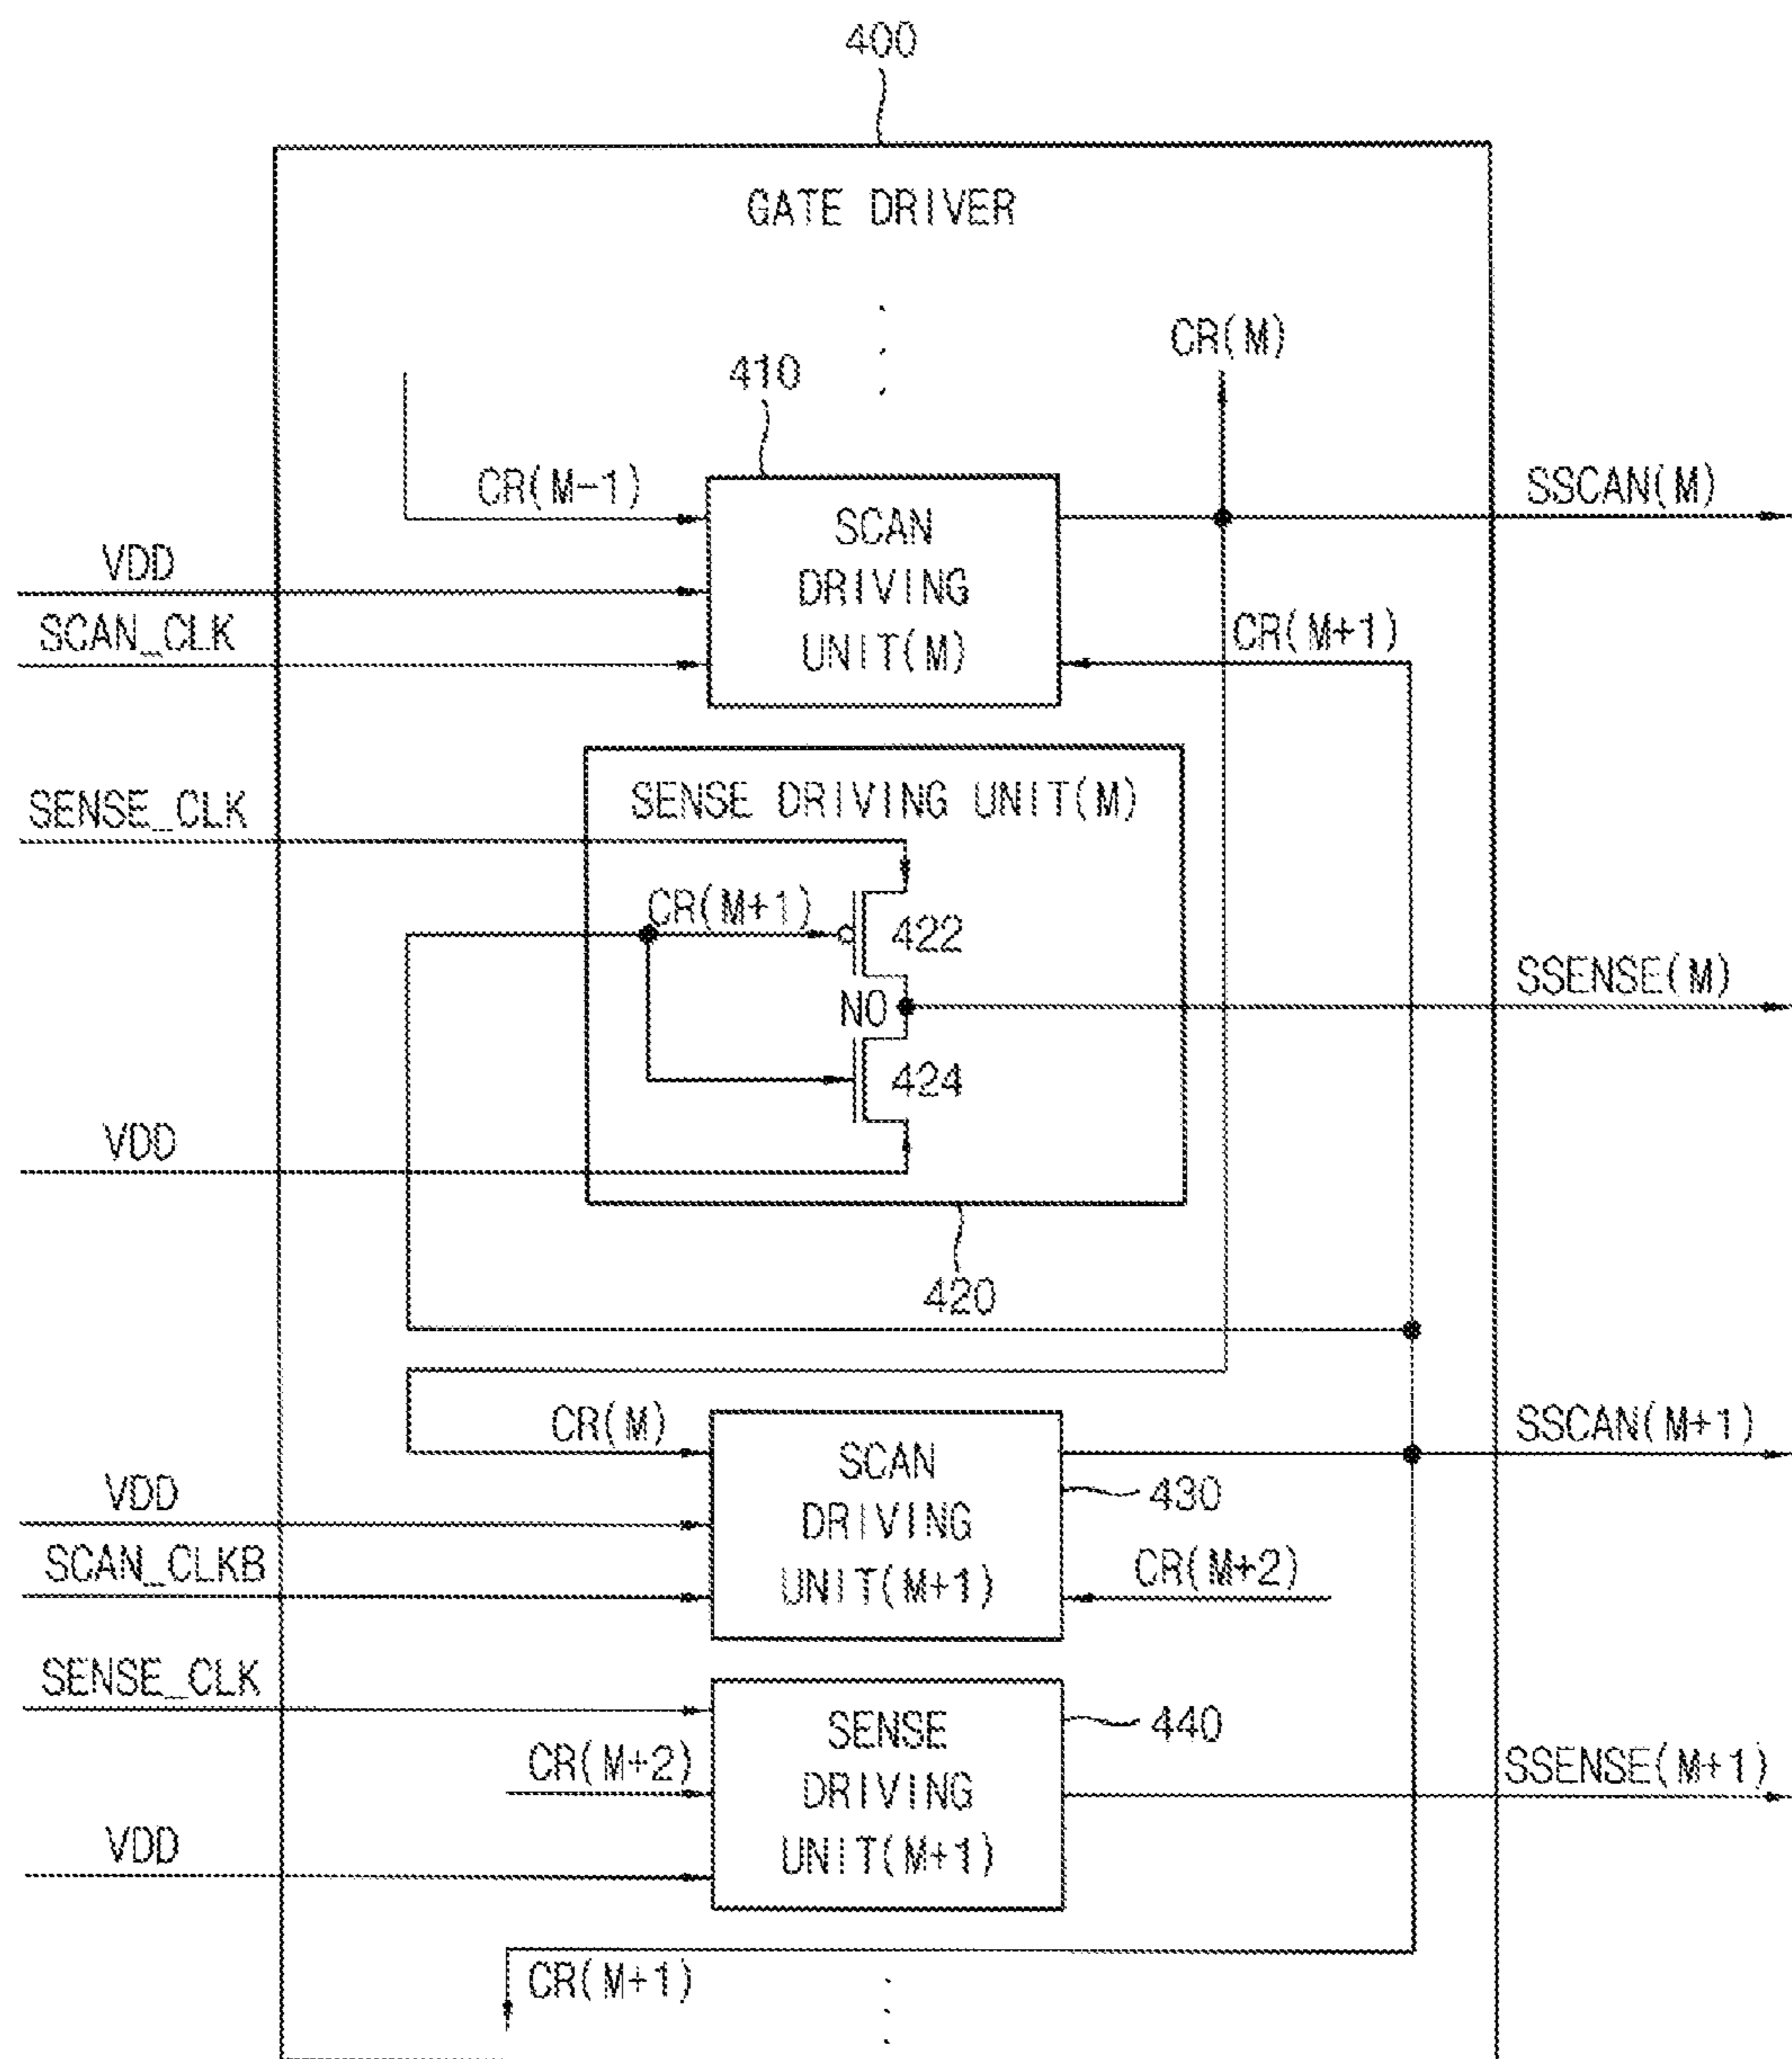 400
GATE DRIVER
CR(M)
410
CR(M-1)
SSCAN(M)
SCAN
DRIVING
UNIT(M)
VDD
SCAN_CLK
CR(M+1)
SENSE DRIVING UNIT(M)
SENSE_CLK
CR(M+1)
422
SSENSE(M)
NO
424
VDD
420
CR(M)
SCAN
DRIVING
UNIT(M+1)
SSCAN(M+1)
430
VDD
SCAN_CLKB
CR(M+2)
SENSE_CLK
SENSE
DRIVING
UNIT(M+1)
440
CR(M+2)
SSENSE(M+1)
VDD
CR(M+1)